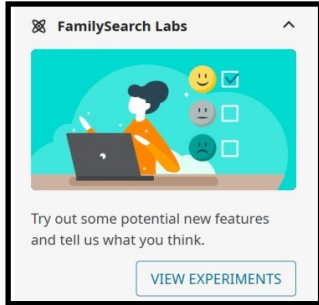 FamilySearch Labs
Try out some potential new features
and tell us what you think.
VIEW EXPERIMENTS